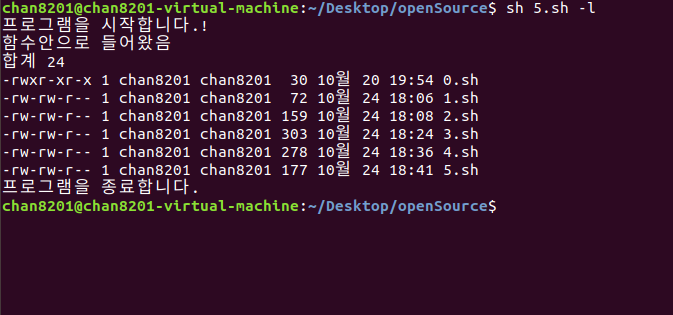 chan8201@chan8201-virtual-machine:~/Desktop/openSource$ sh 5.sh -l
프로그램을 시작합니다.!
함수안으로 들어왔음
합계 24
-rwxr-xr-x 1 chan8201 chan8201  30 10월 20 19:54 0.sh
-rw-rw-r-- 1 chan8201 chan8201  72 10월 24 18:06 1.sh
-rw-rw-r-- 1 chan8201 chan8201 159 10월 24 18:08 2.sh
-rw-rw-r-- 1 chan8201 chan8201 303 10월 24 18:24 3.sh
-rw-rw-r-- 1 chan8201 chan8201 278 10월 24 18:36 4.sh
-rw-rw-r-- 1 chan8201 chan8201 177 10월 24 18:41 5.sh
프로그램을 종료합니다.
chan8201@chan8201-virtual-machine:~/Desktop/openSource$